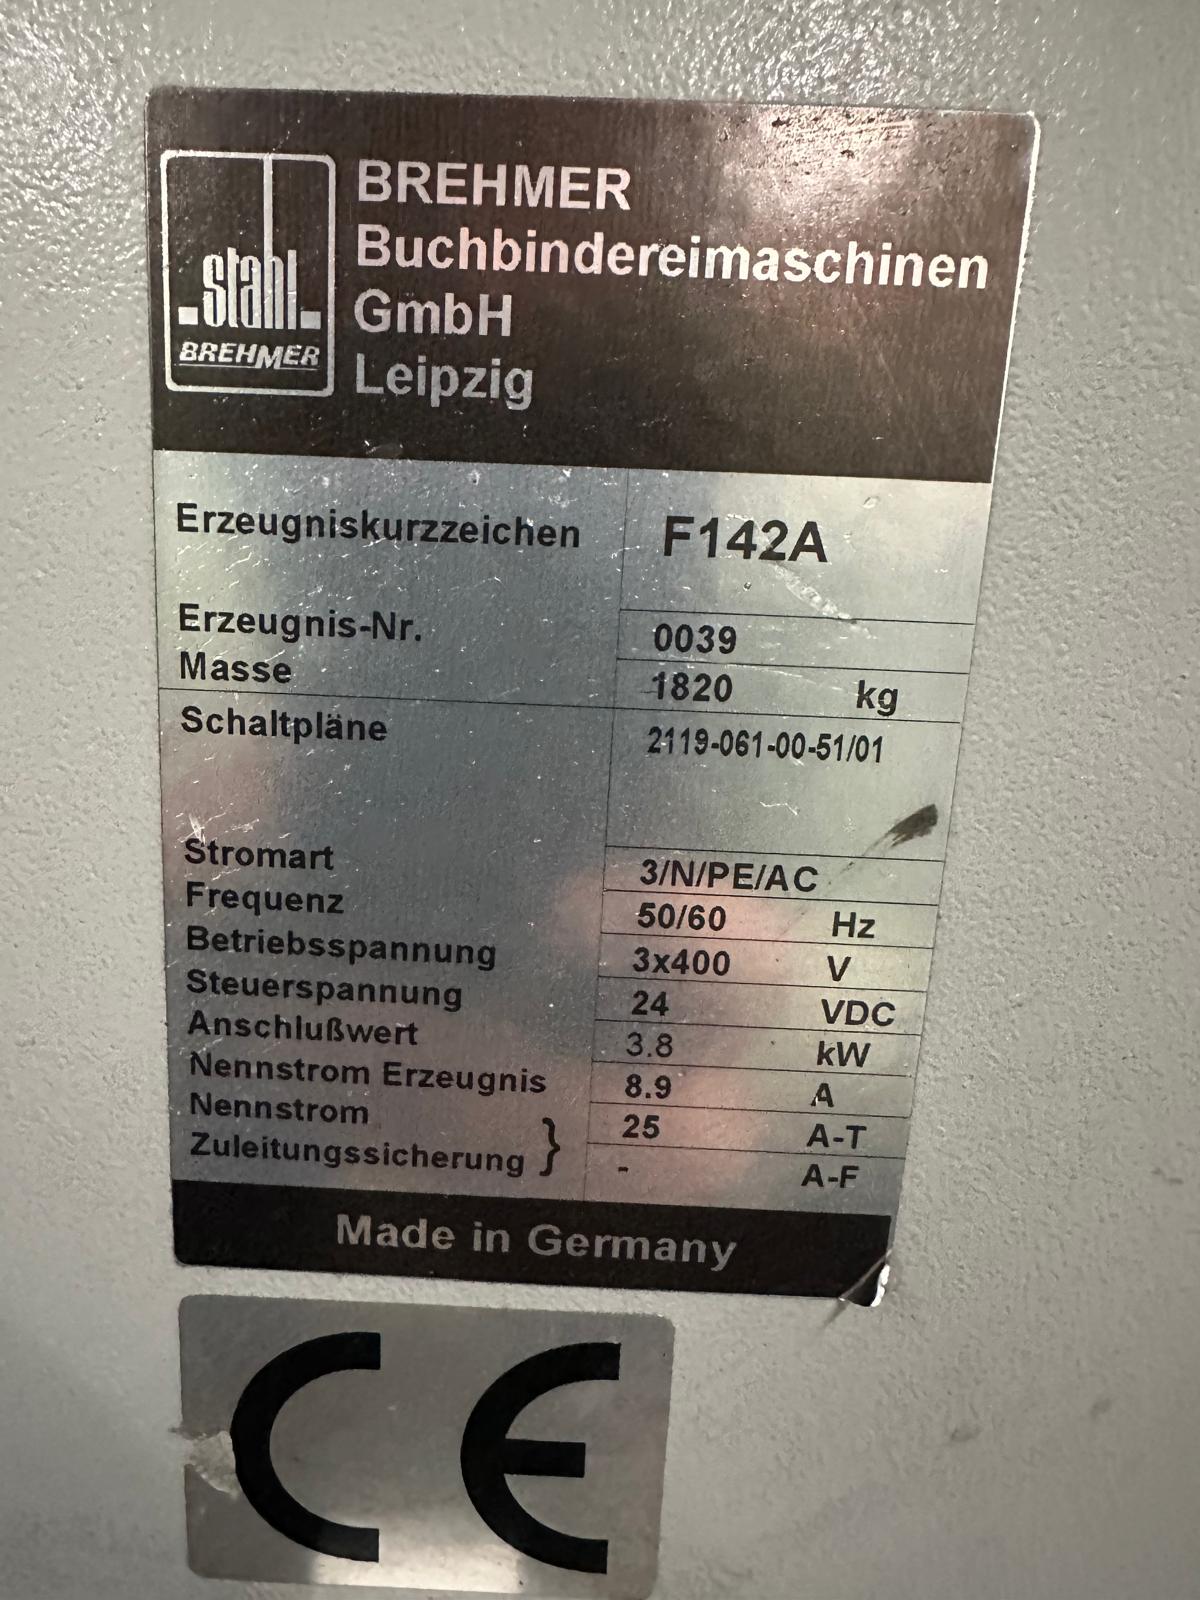 stahl
BREHMER
BREHMER
Buchbindereimaschinen
GmbH
Leipzig
Erzeugniskurzzeichen F142A
Erzeugnis-Nr. 0039
Masse 1820 kg
Schaltpläne 2119-061-00-51/01
Stromart 3/N/PE/AC
Frequenz 50/60 Hz
Betriebsspannung 3x400 V
Steuerspannung 24 VDC
Anschlußwert 3.8 kW
Nennstrom Erzeugnis 8.9 A
Nennstrom 25 A-T
Zuleitungssicherung } - A-F
Made in Germany
CE